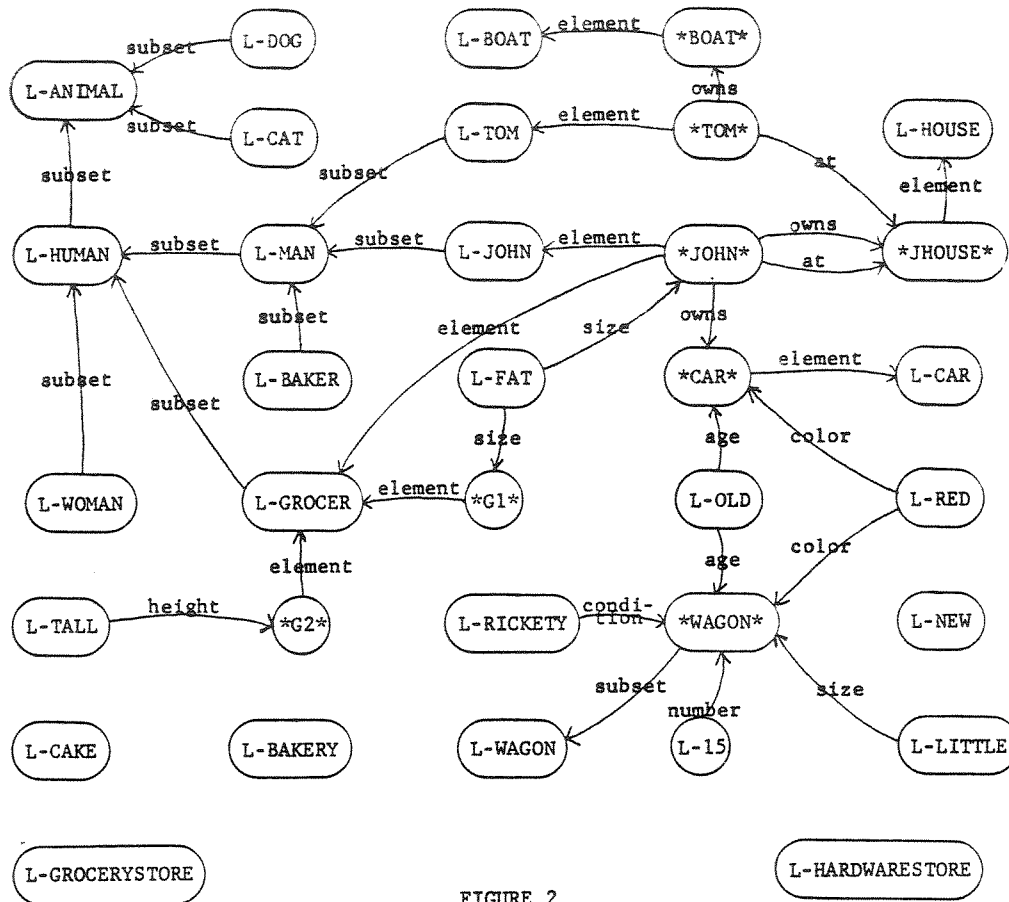 L-DOG
L-BOAT
element
*BOAT*
subset
L-ANIMAL
owns
subset
L-CAT
L-TOM
element
*TOM*
L-HOUSE
subset
subset
at
element
L-HUMAN
subset
L-MAN
subset
L-JOHN
element
*JOHN*
owns
at
*JHOUSE*
subset
element
size
owns
subset
subset
L-BAKER
L-FAT
*CAR*
element
L-CAR
size
age
color
L-WOMAN
L-GROCER
element
*G1*
L-OLD
L-RED
element
age
color
L-TALL
height
*G2*
L-RICKETY
condi-
tion
*WAGON*
L-NEW
subset
number
size
L-CAKE
L-BAKERY
L-WAGON
L-15
L-LITTLE
L-GROCERYSTORE
L-HARDWARESTORE
FIGURE 2